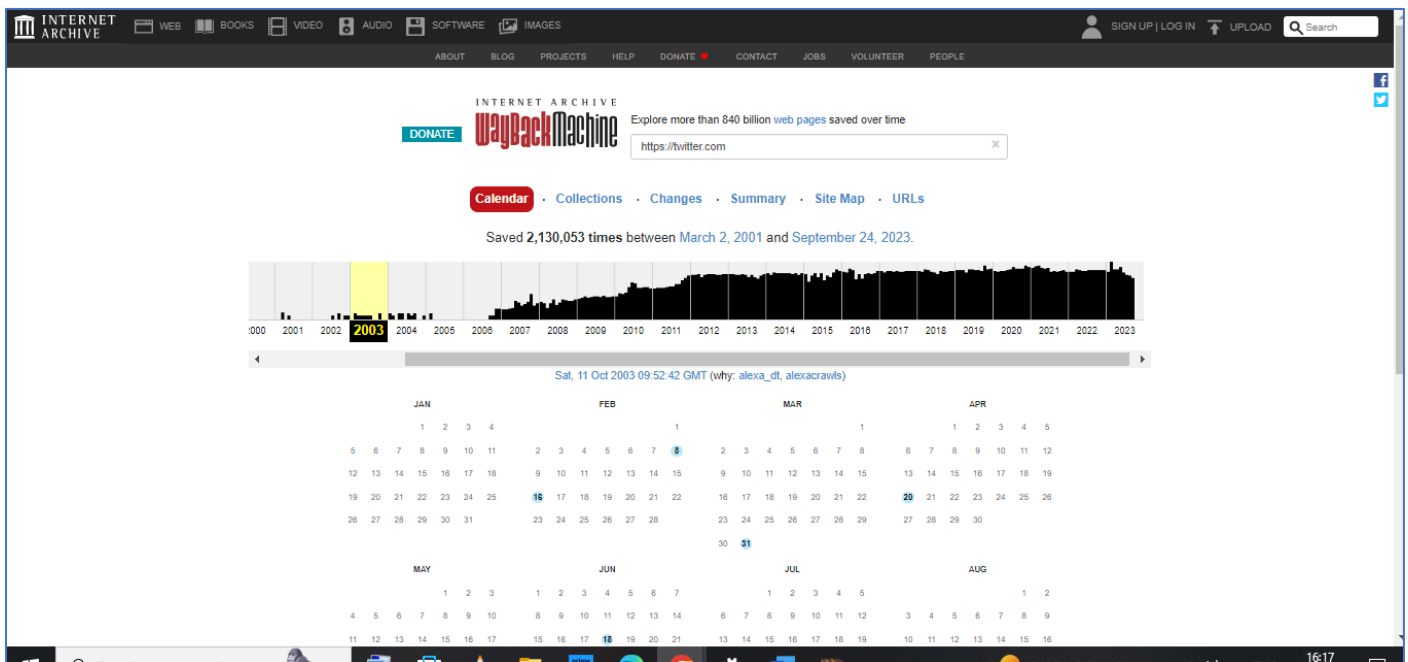 INTERNET ARCHIVE WEB BOOKS VIDEO AUDIO SOFTWARE IMAGES SIGN UP | LOG IN UPLOAD Search
ABOUT BLOG PROJECTS HELP DONATE CONTACT JOBS VOLUNTEER PEOPLE
DONATE
INTERNET ARCHIVE
WayBackMachine
Explore more than 840 billion web pages saved over time
https://twitter.com ×
Calendar · Collections · Changes · Summary · Site Map · URLs
Saved 2,130,053 times between March 2, 2001 and September 24, 2023.
:000 2001 2002 2003 2004 2005 2006 2007 2008 2009 2010 2011 2012 2013 2014 2015 2016 2017 2018 2019 2020 2021 2022 2023
Sat, 11 Oct 2003 09:52:42 GMT (why: alexa_dt, alexacrawls)
JAN FEB MAR APR
1 2 3 4 1 1 1 2 3 4 5
5 6 7 8 9 10 11 2 3 4 5 6 7 8 2 3 4 5 6 7 8 6 7 8 9 10 11 12
12 13 14 15 16 17 18 9 10 11 12 13 14 15 9 10 11 12 13 14 15 13 14 15 16 17 18 19
19 20 21 22 23 24 25 16 17 18 19 20 21 22 16 17 18 19 20 21 22 20 21 22 23 24 25 26
26 27 28 29 30 31 23 24 25 26 27 28 23 24 25 26 27 28 29 27 28 29 30
30 31
MAY JUN JUL AUG
1 2 3 1 2 3 4 5 6 7 1 2 3 4 5 1 2
4 5 6 7 8 9 10 8 9 10 11 12 13 14 6 7 8 9 10 11 12 3 4 5 6 7 8 9
11 12 13 14 15 16 17 15 16 17 18 19 20 21 13 14 15 16 17 18 19 10 11 12 13 14 15 16
16:17